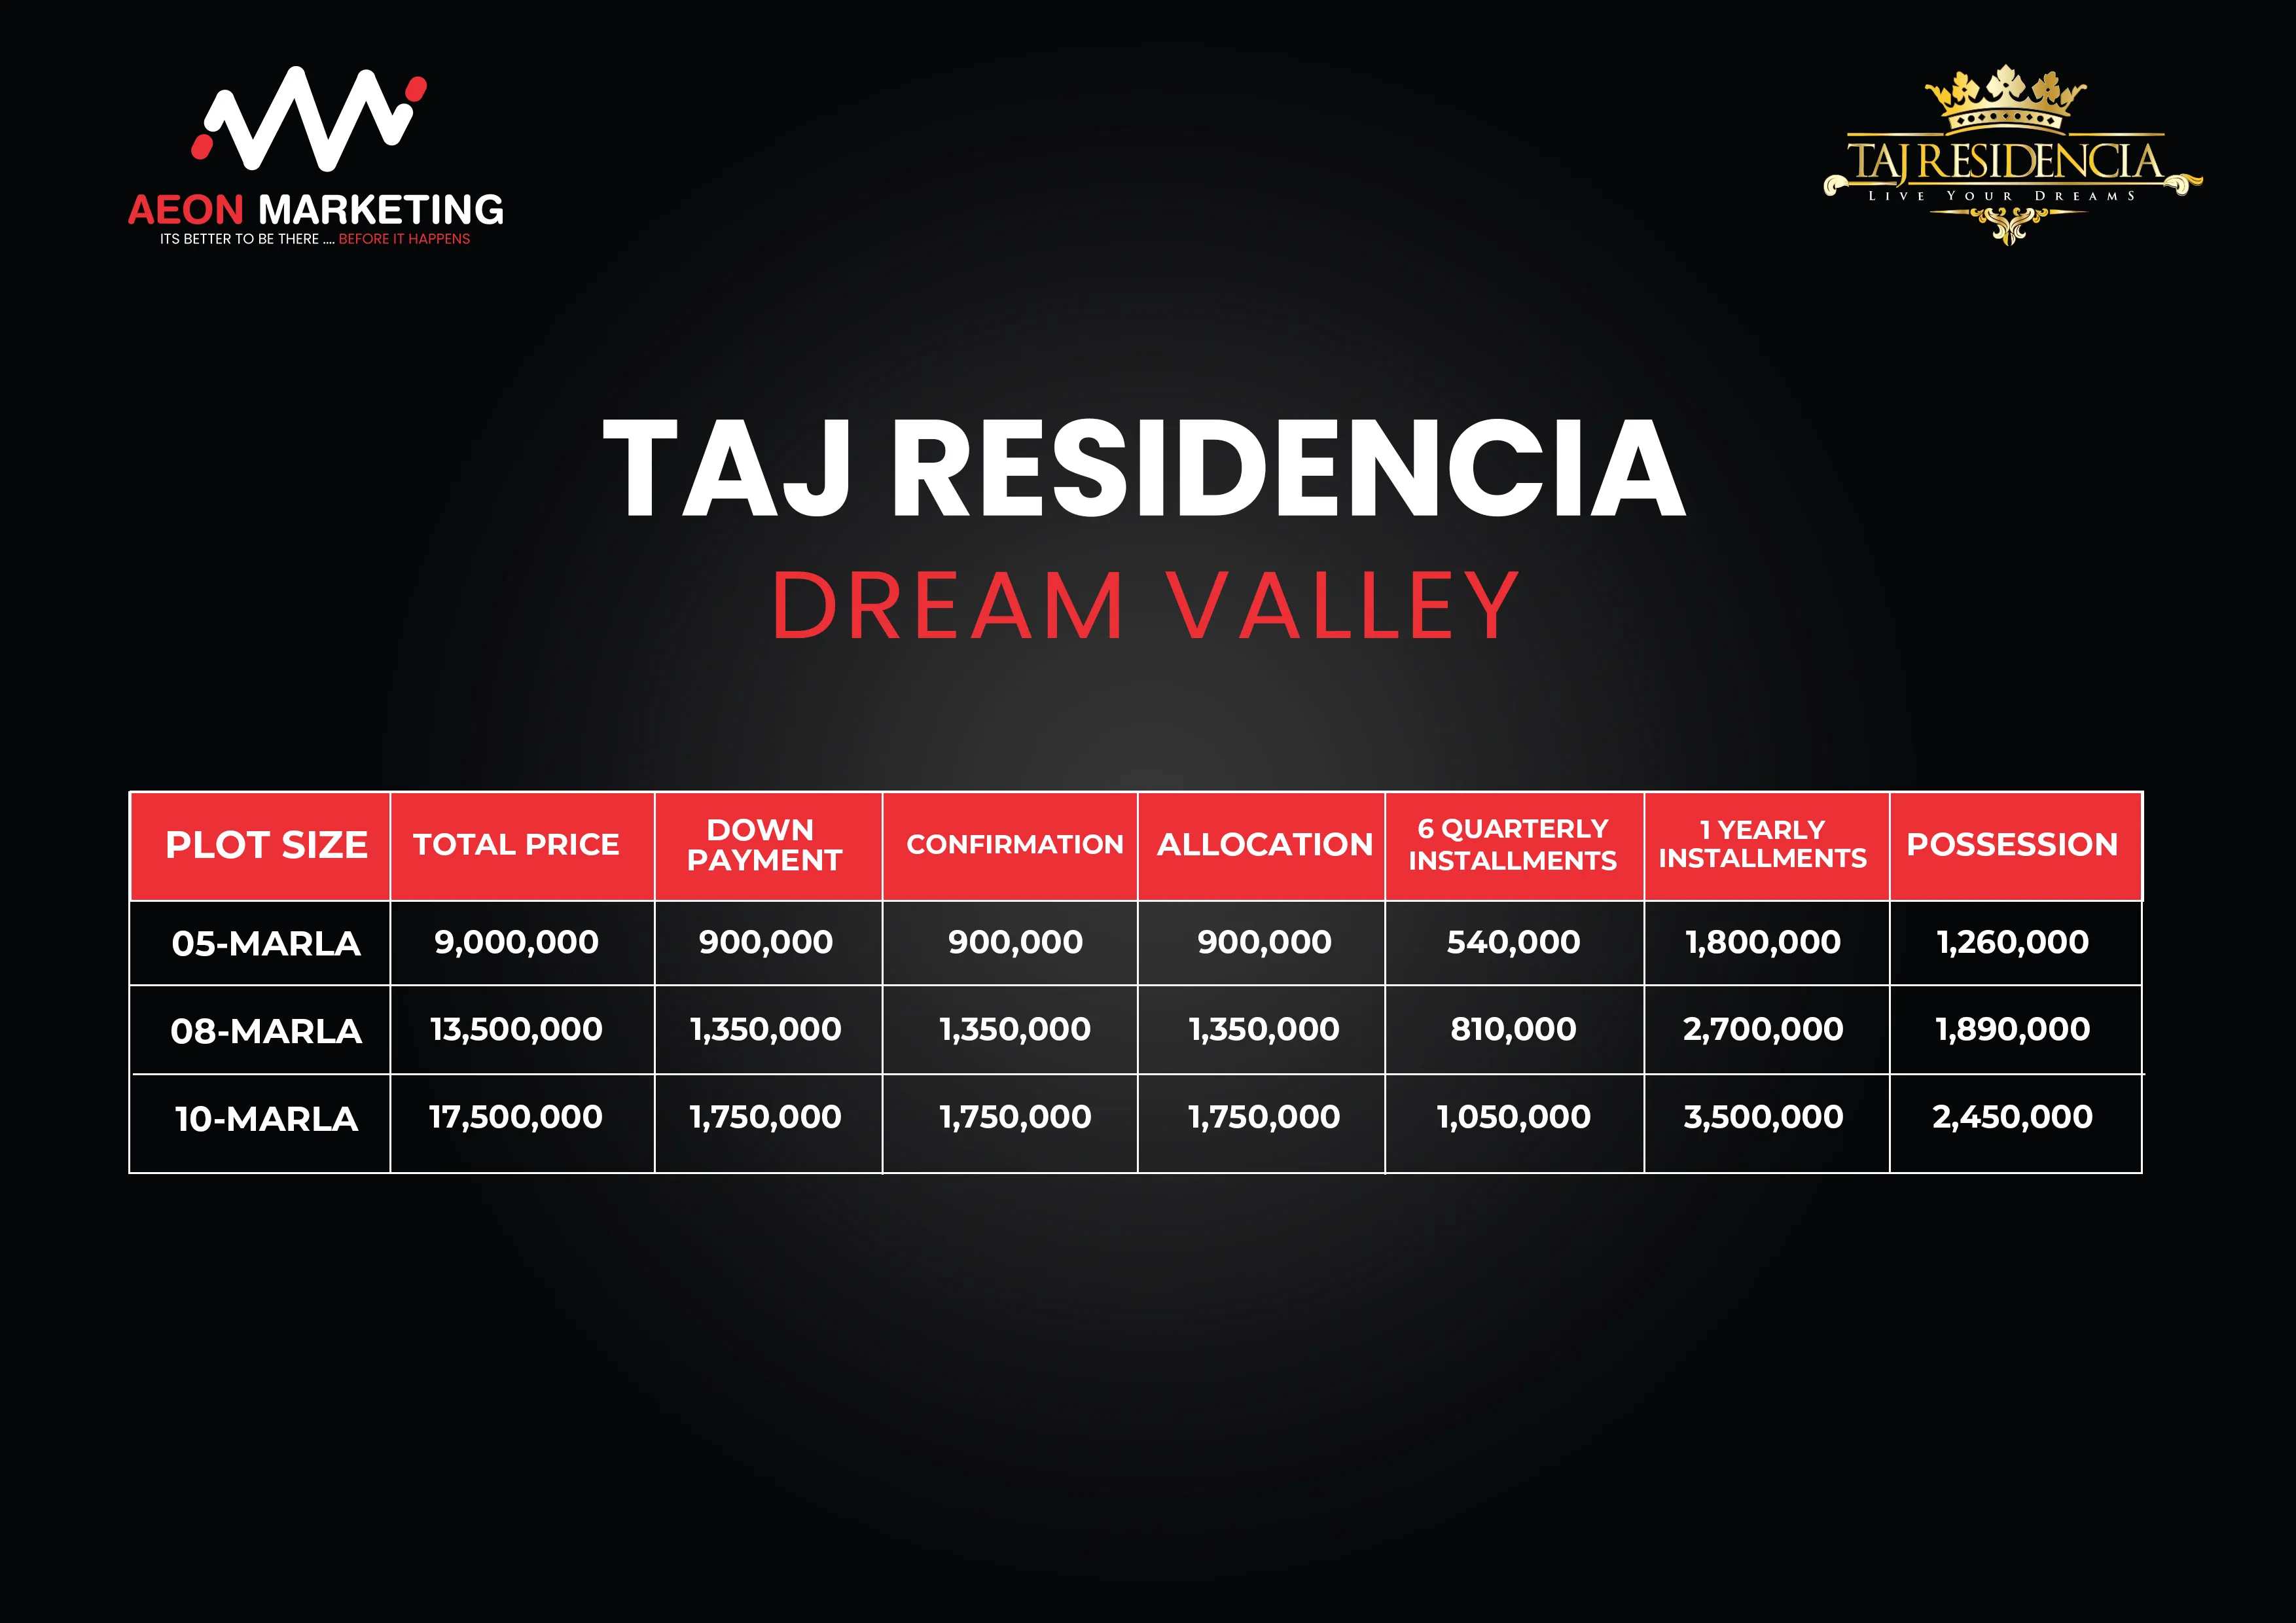 AEON MARKETING
ITS BETTER TO BE THERE .... BEFORE IT HAPPENS
TAJ RESIDENCIA
LIVE YOUR DREAMS
TAJ RESIDENCIA
DREAM VALLEY
PLOT SIZE TOTAL PRICE DOWN PAYMENT CONFIRMATION ALLOCATION 6 QUARTERLY INSTALLMENTS 1 YEARLY INSTALLMENTS POSSESSION
05-MARLA 9,000,000 900,000 900,000 900,000 540,000 1,800,000 1,260,000
08-MARLA 13,500,000 1,350,000 1,350,000 1,350,000 810,000 2,700,000 1,890,000
10-MARLA 17,500,000 1,750,000 1,750,000 1,750,000 1,050,000 3,500,000 2,450,000